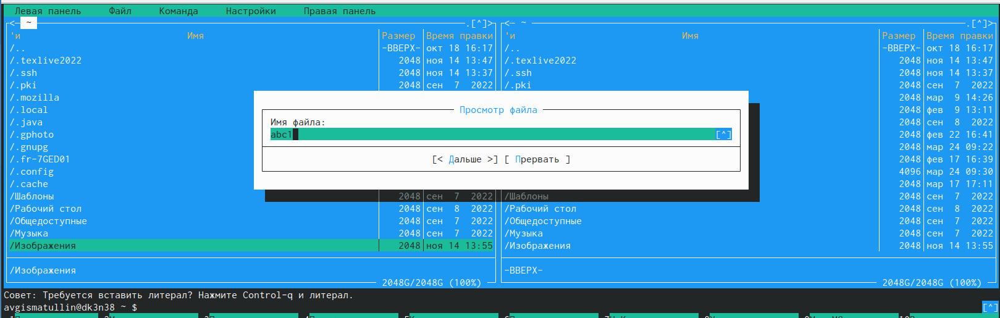 Левая панель Файл Команда Настройки Правая панель
<- ~ .[^]> <- ~ .[^]>
'и Имя Размер Время правки 'и Имя Размер Время правки
/.. -ВВЕРХ- окт 18 16:17 /.. -ВВЕРХ- окт 18 16:17
/.texlive2022 2048 ноя 14 13:47 /.texlive2022 2048 ноя 14 13:47
/.ssh 2048 ноя 14 13:37 /.ssh 2048 ноя 14 13:37
/.pki 2048 сен 7 2022 /.pki 2048 сен 7 2022
/.mozilla 2048 мар 9 14:26
Просмотр файла
/.local 2048 фев 9 13:11
Имя файла:
/.java 2048 сен 8 2022
abc1 [^]
/.gphoto 2048 фев 22 16:41
/.gnupg 2048 мар 24 09:22
[< Дальше >] [ Прервать ]
/.fr-7GED01 2048 фев 17 16:39
/.config 4096 мар 24 09:30
/.cache 2048 мар 17 17:11
/Шаблоны 2048 сен 7 2022 /Шаблоны 2048 сен 7 2022
/Рабочий стол 2048 сен 8 2022 /Рабочий стол 2048 сен 8 2022
/Общедоступные 2048 сен 7 2022 /Общедоступные 2048 сен 7 2022
/Музыка 2048 сен 7 2022 /Музыка 2048 сен 7 2022
/Изображения 2048 ноя 14 13:55 /Изображения 2048 ноя 14 13:55
/Изображения -ВВЕРХ-
2048G/2048G (100%) 2048G/2048G (100%)
Совет: Требуется вставить литерал? Нажмите Control-q и литерал.
avgismatullin@dk3n38 ~ $ [^]